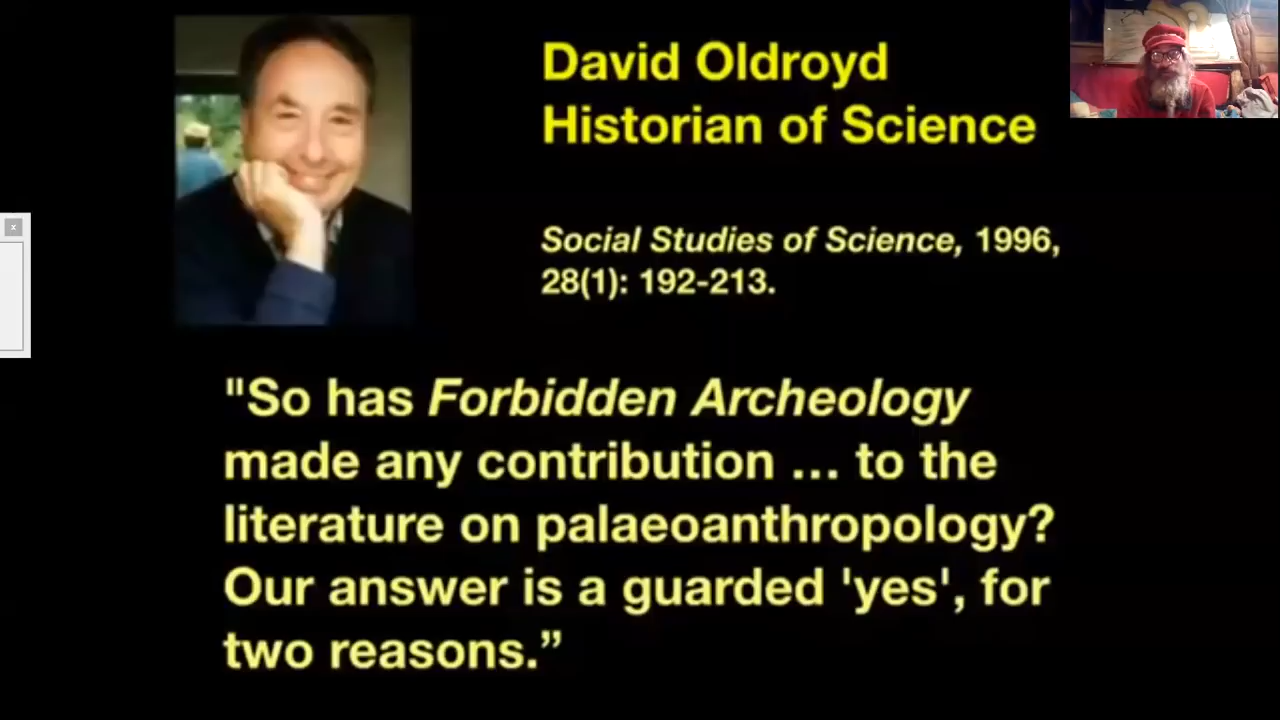 David Oldroyd
Historian of Science
Social Studies of Science, 1996,
28(1): 192-213.
"So has Forbidden Archeology
made any contribution ... to the
literature on palaeoanthropology?
Our answer is a guarded 'yes', for
two reasons.”
x